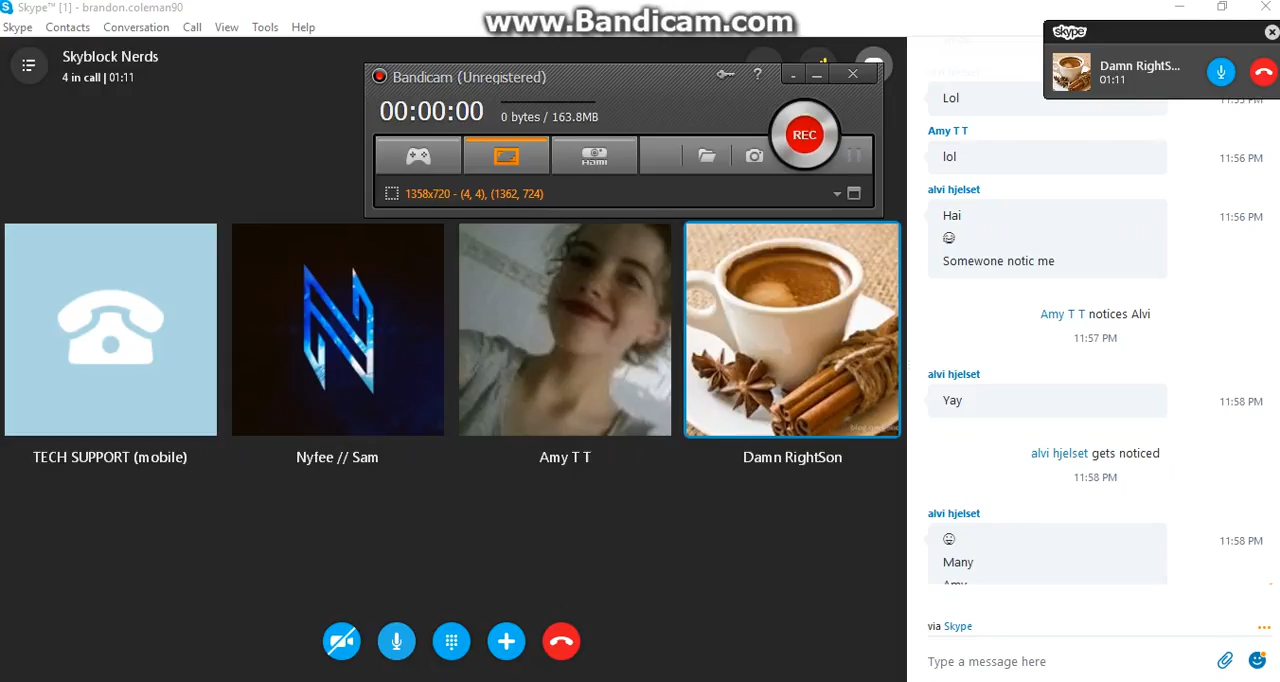 Skype™ [1] - brandon.coleman90
www.Bandicam.com
Skype Contacts Conversation Call View Tools Help
Skyblock Nerds
4 in call | 01:11
Bandicam (Unregistered)
00:00:00
0 bytes / 163.8MB
REC
HDMI
1358x720 - (4, 4), (1362, 724)
TECH SUPPORT (mobile)
Nyfee // Sam
Amy T T
Damn RightSon
skype
Damn RightS...
01:11
Lol
Amy T T
lol
11:56 PM
alvi hjelset
Hai
11:56 PM
Somewone notic me
Amy T T notices Alvi
11:57 PM
alvi hjelset
Yay
11:58 PM
alvi hjelset gets noticed
11:58 PM
alvi hjelset
11:58 PM
Many
via Skype
Type a message here